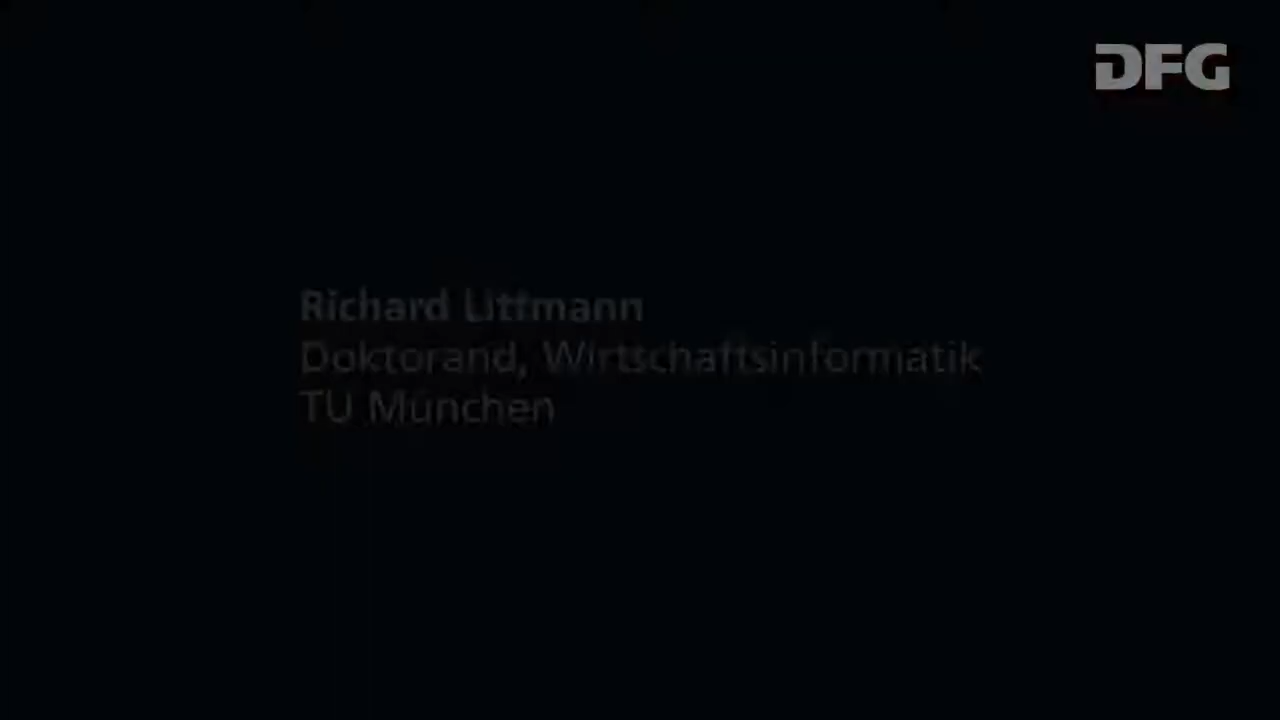 DFG
Richard Littmann
Doktorand, Wirtschaftsinformatik
TU München